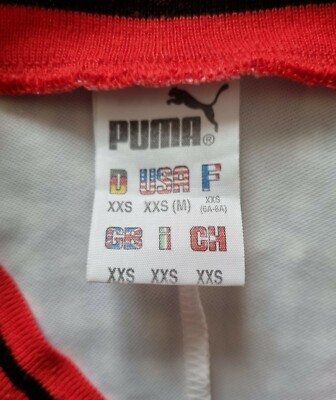 PUMA®
D USA F
XXS XXS (M) XXS
(6A-8A)
GB i CH
XXS XXS XXS